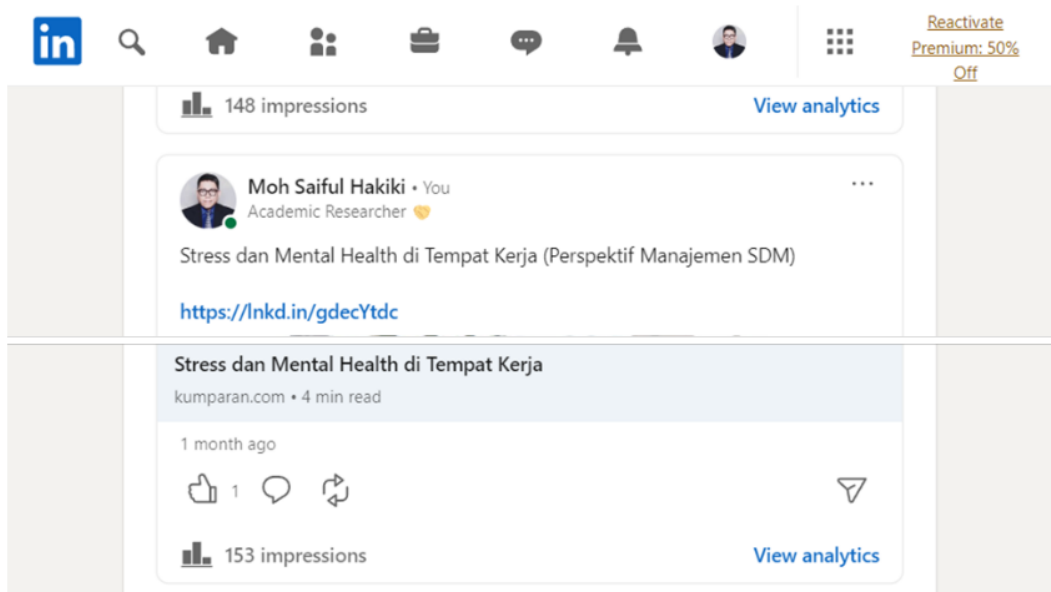 in
Reactivate
Premium: 50%
Off
148 impressions
View analytics
Moh Saiful Hakiki • You
Academic Researcher 🤝
Stress dan Mental Health di Tempat Kerja (Perspektif Manajemen SDM)
https://lnkd.in/gdecYtdc
Stress dan Mental Health di Tempat Kerja
kumparan.com • 4 min read
1 month ago
1
153 impressions
View analytics